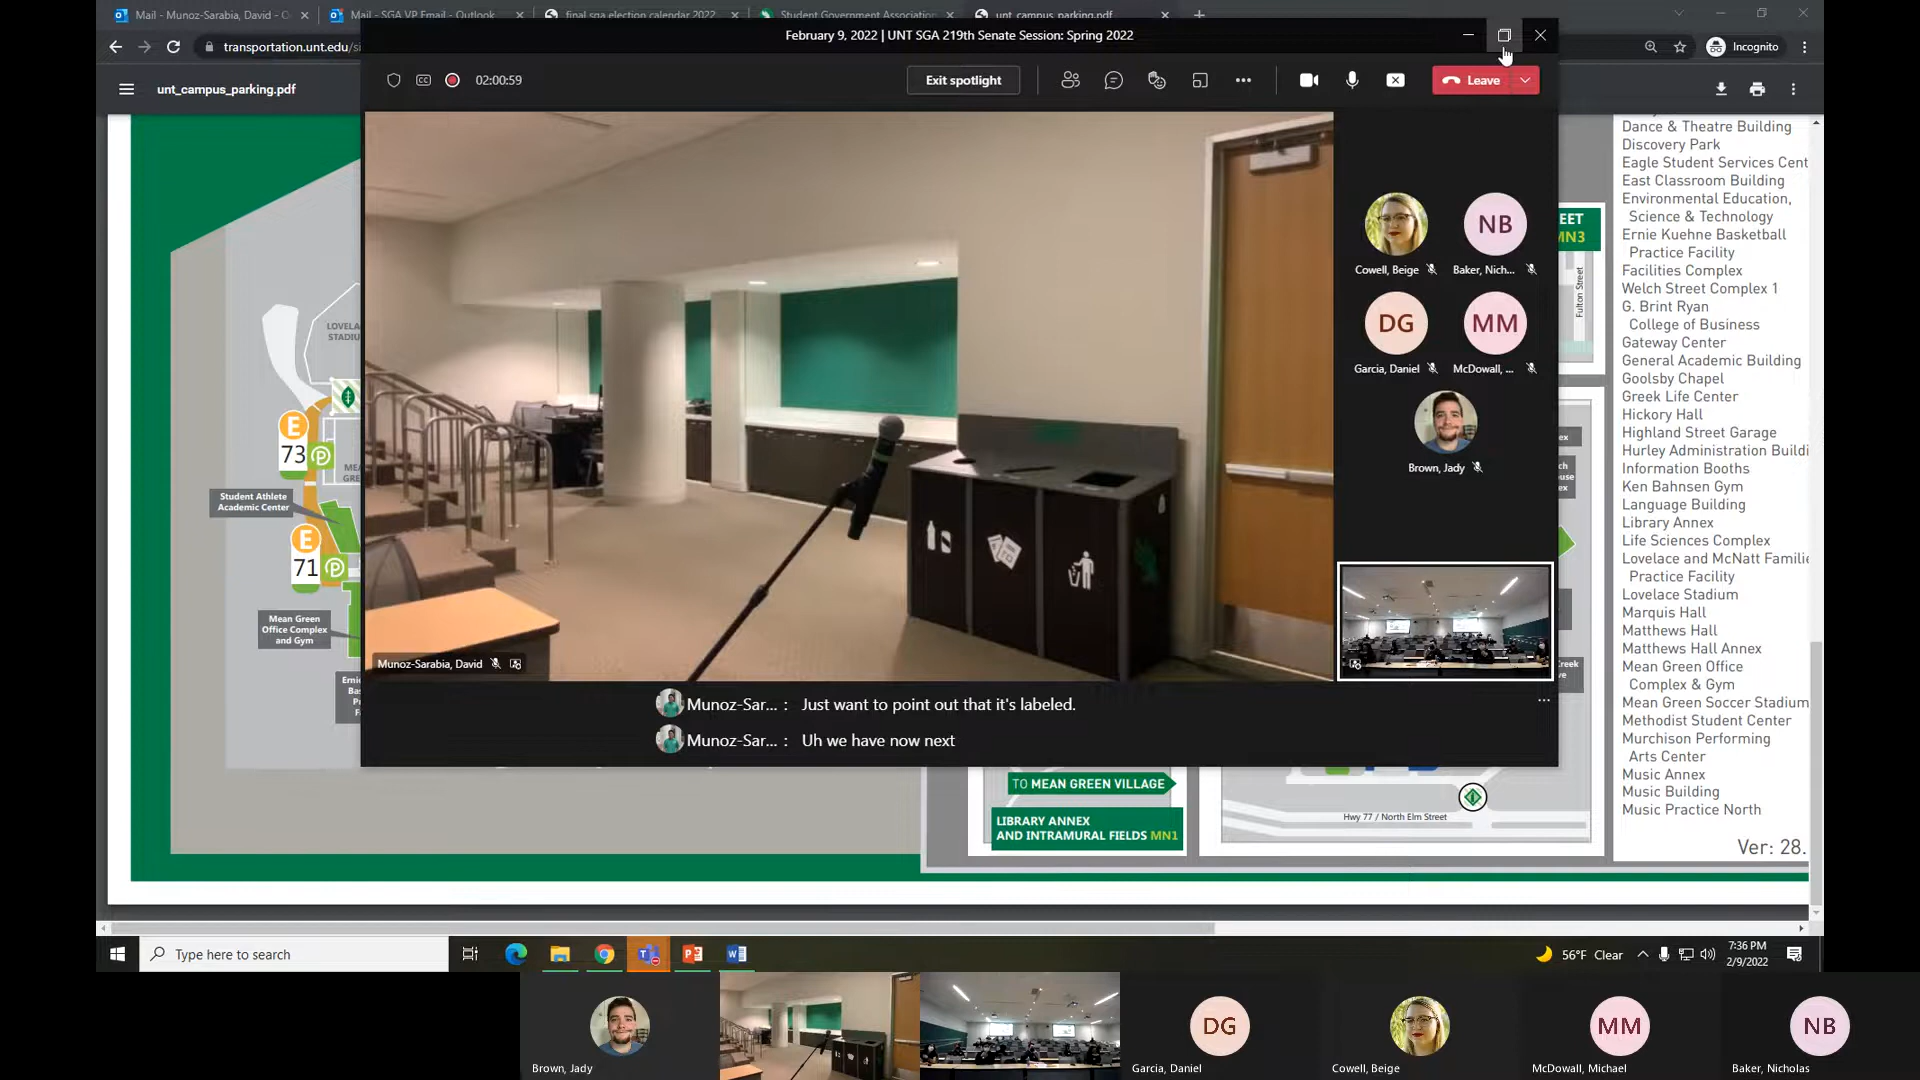 Mail - Munoz-Sarabia, David - O
Mail - SGA VP Email - Outlook
final sga election calendar 2022
Student Government Association
unt_campus_parking.pdf
transportation.unt.edu/si
Incognito
February 9, 2022 | UNT SGA 219th Senate Session: Spring 2022
unt_campus_parking.pdf
CC
02:00:59
Exit spotlight
Leave
Dance & Theatre Building
Discovery Park
Eagle Student Services Cent
East Classroom Building
Environmental Education,
Science & Technology
Ernie Kuehne Basketball
Practice Facility
Facilities Complex
Welch Street Complex 1
G. Brint Ryan
College of Business
Gateway Center
General Academic Building
Goolsby Chapel
Greek Life Center
Hickory Hall
Highland Street Garage
Hurley Administration Buildi
Information Booths
Ken Bahnsen Gym
Language Building
Library Annex
Life Sciences Complex
Lovelace and McNatt Familie
Practice Facility
Lovelace Stadium
Marquis Hall
Matthews Hall
Matthews Hall Annex
Mean Green Office
Complex & Gym
Mean Green Soccer Stadium
Methodist Student Center
Murchison Performing
Arts Center
Music Annex
Music Building
Music Practice North
Ver: 28.
EET
MN3
Fulton Street
LOVELA
STADIU
E
73
P
ME
GRE
Student Athlete
Academic Center
E
71
P
Mean Green
Office Complex
and Gym
Erni
Bas
Pr
F
NB
Cowell, Beige
Baker, Nich...
DG
MM
Garcia, Daniel
McDowall, ...
Brown, Jady
Munoz-Sarabia, David
Munoz-Sar... : Just want to point out that it's labeled.
Munoz-Sar... : Uh we have now next
TO MEAN GREEN VILLAGE
LIBRARY ANNEX
AND INTRAMURAL FIELDS MN1
Hwy 77 / North Elm Street
Type here to search
56°F Clear
7:36 PM
2/9/2022
DG
MM
NB
Brown, Jady
Garcia, Daniel
Cowell, Beige
McDowall, Michael
Baker, Nicholas